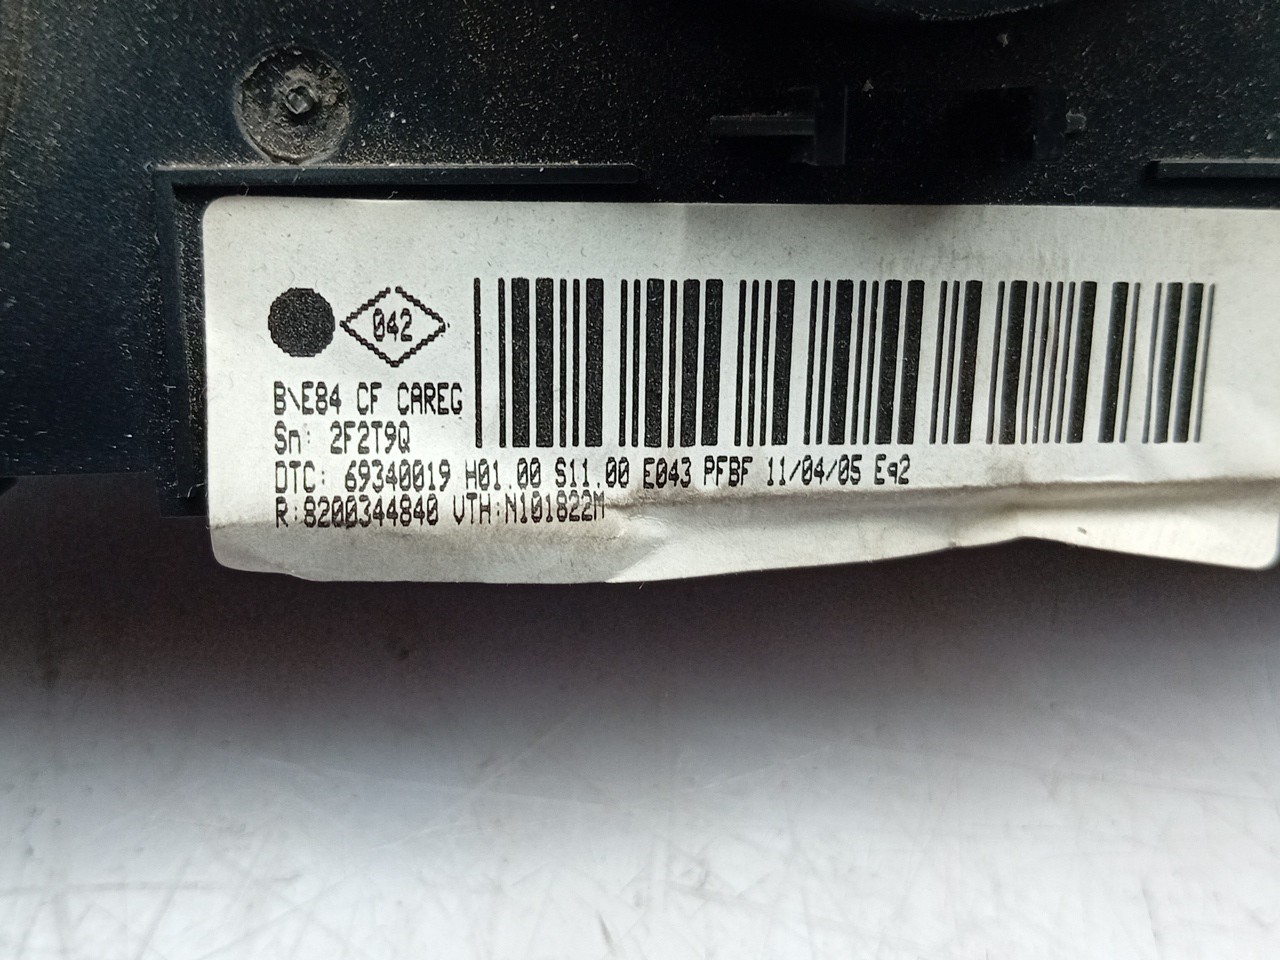 042
B\E84 CF CAREG
Sn: 2F2T9Q
DTC: 69340019 H01.00 S11.00 E043 PFBF 11/04/05 Eq2
R:8200344840 VTH:N101822M